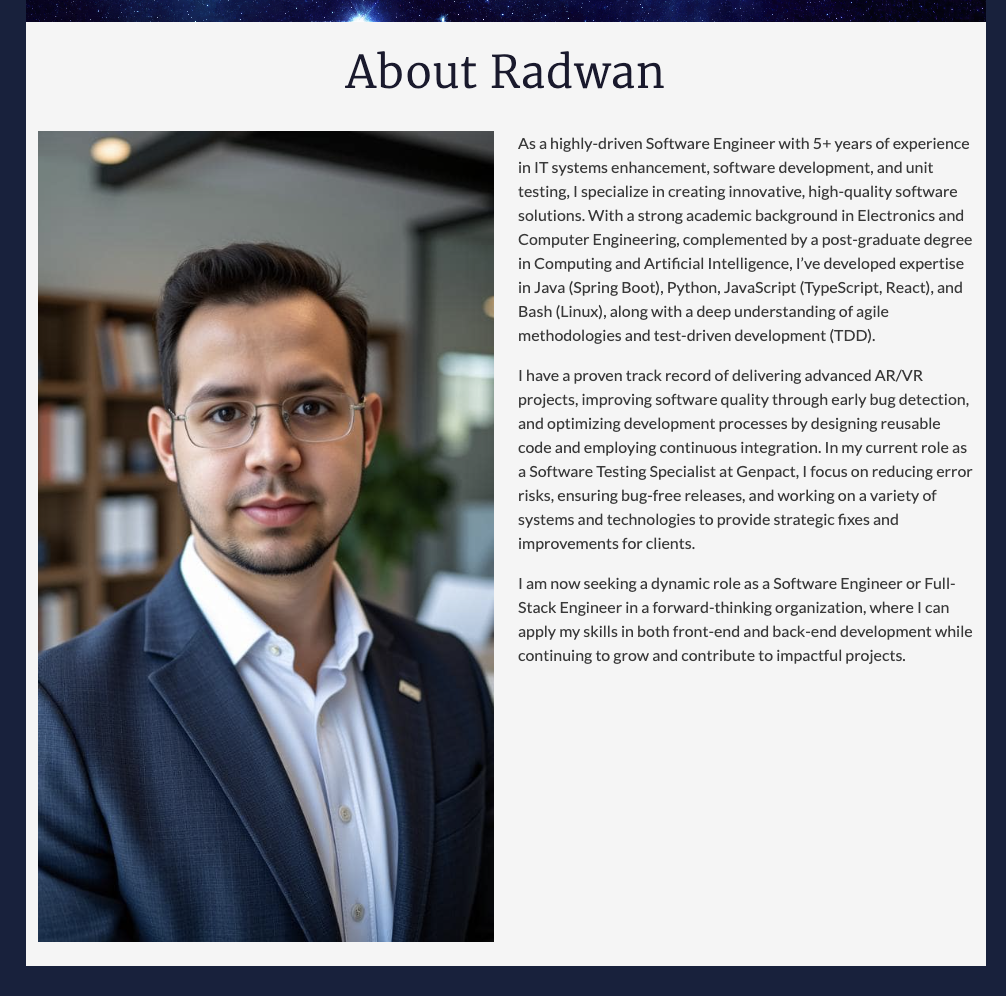 About Radwan
As a highly-driven Software Engineer with 5+ years of experience
in IT systems enhancement, software development, and unit
testing, I specialize in creating innovative, high-quality software
solutions. With a strong academic background in Electronics and
Computer Engineering, complemented by a post-graduate degree
in Computing and Artificial Intelligence, I’ve developed expertise
in Java (Spring Boot), Python, JavaScript (TypeScript, React), and
Bash (Linux), along with a deep understanding of agile
methodologies and test-driven development (TDD).
I have a proven track record of delivering advanced AR/VR
projects, improving software quality through early bug detection,
and optimizing development processes by designing reusable
code and employing continuous integration. In my current role as
a Software Testing Specialist at Genpact, I focus on reducing error
risks, ensuring bug-free releases, and working on a variety of
systems and technologies to provide strategic fixes and
improvements for clients.
I am now seeking a dynamic role as a Software Engineer or Full-
Stack Engineer in a forward-thinking organization, where I can
apply my skills in both front-end and back-end development while
continuing to grow and contribute to impactful projects.